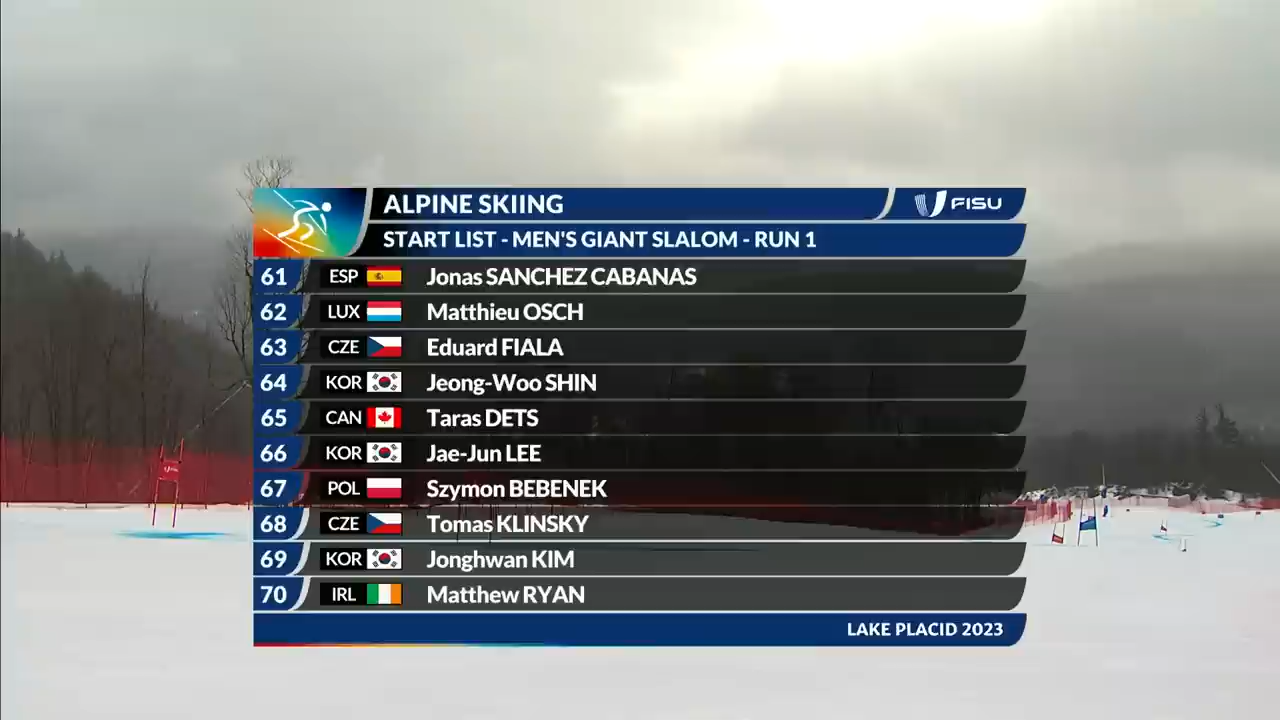 ALPINE SKIING
FISU
START LIST - MEN'S GIANT SLALOM - RUN 1
61 ESP Jonas SANCHEZ CABANAS
62 LUX Matthieu OSCH
63 CZE Eduard FIALA
64 KOR Jeong-Woo SHIN
65 CAN Taras DETS
66 KOR Jae-Jun LEE
67 POL Szymon BEBENEK
68 CZE Tomas KLINSKY
69 KOR Jonghwan KIM
70 IRL Matthew RYAN
LAKE PLACID 2023